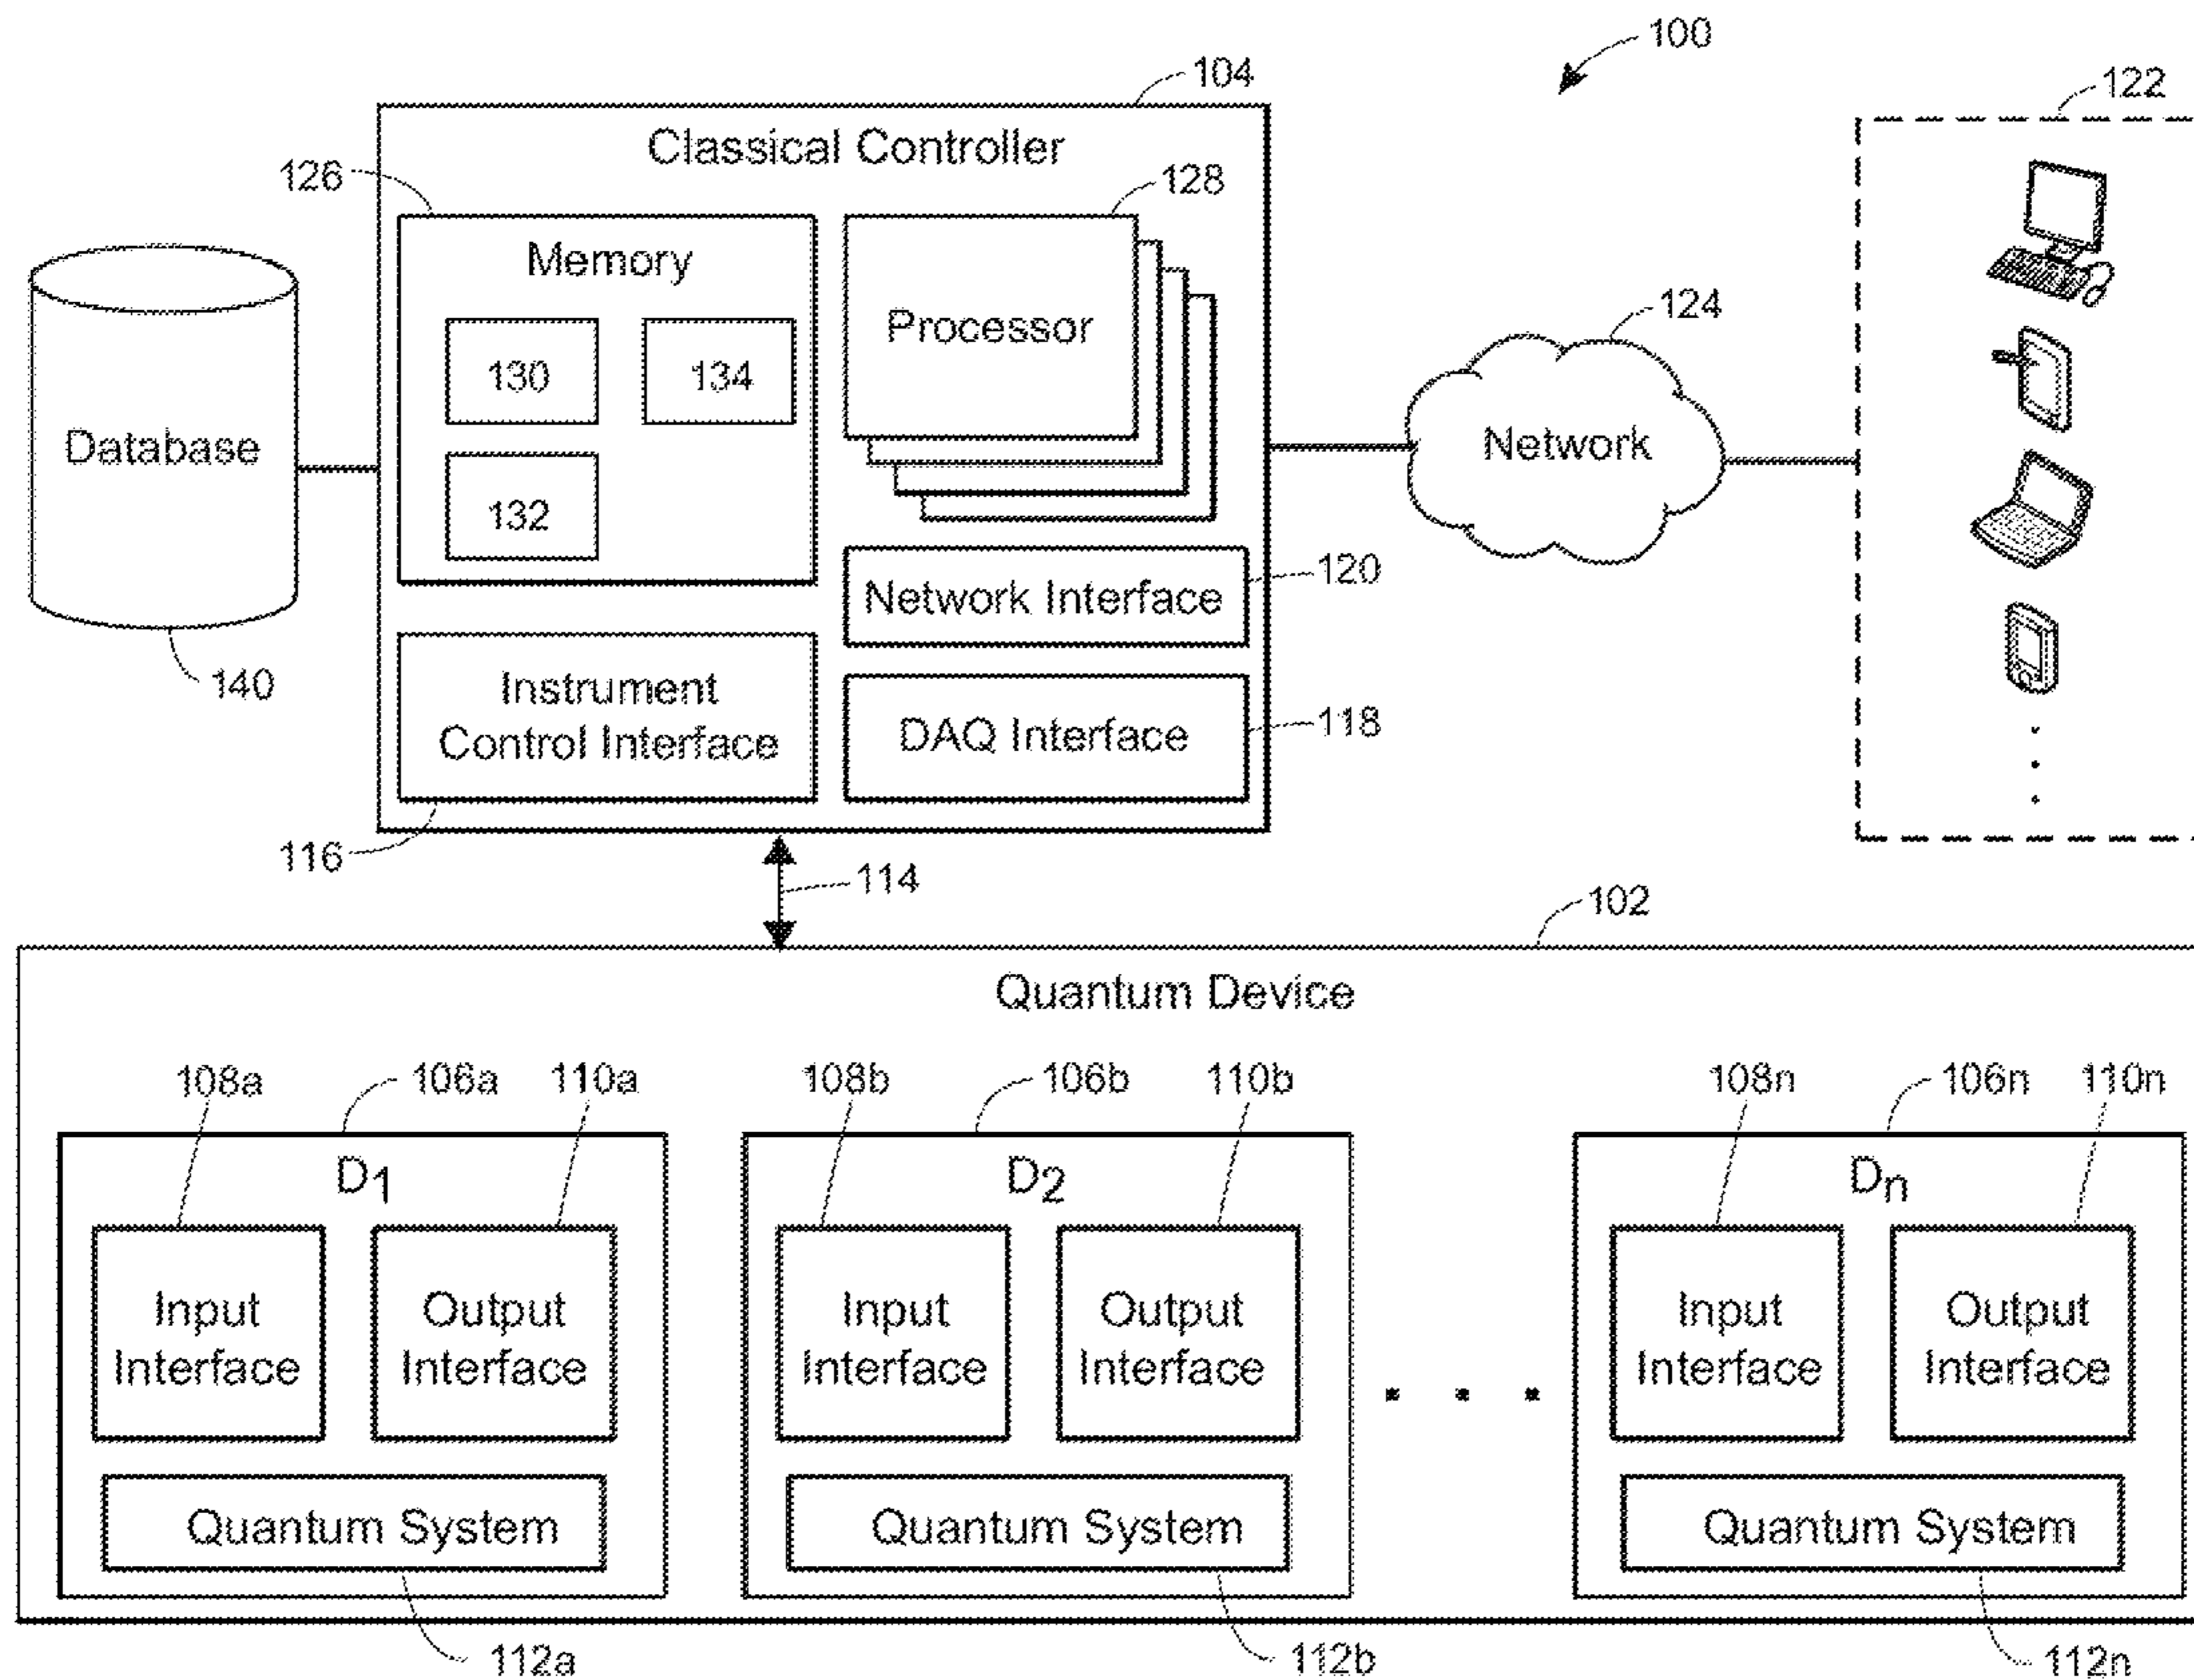 100
104
122
Classical Controller
126
128
Memory
Processor
124
130
134
Database
Network
132
Network Interface
120
140
Instrument
Control Interface
DAQ Interface
118
116
114
102
Quantum Device
108a
106a
110a
108b
106b
110b
108n
106n
110n
D1
D2
Dn
Input
Interface
Output
Interface
Input
Interface
Output
Interface
. . .
Input
Interface
Output
Interface
Quantum System
Quantum System
Quantum System
112a
112b
112n